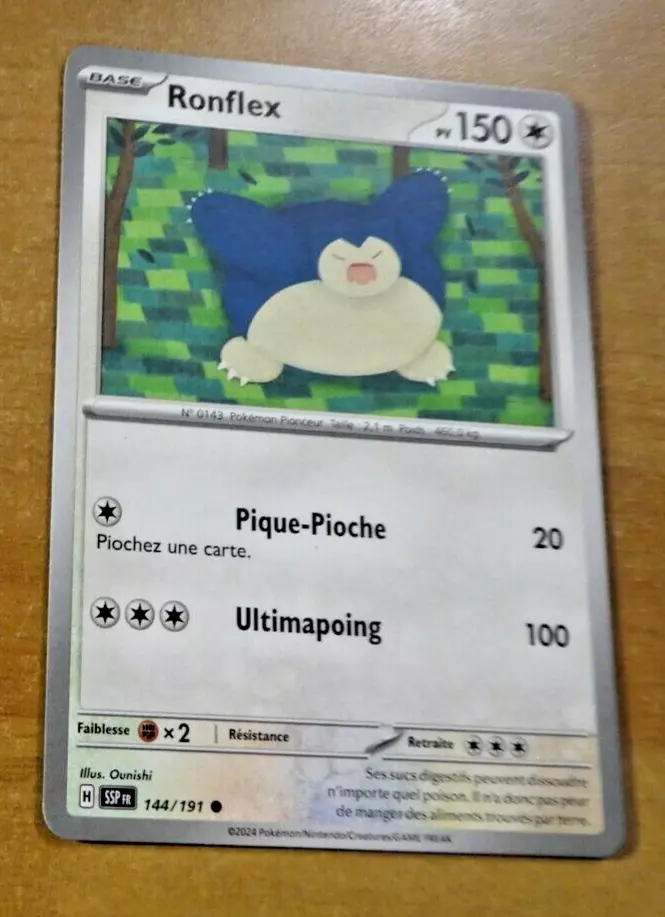 BASE
Ronflex
PV 150
N° 0143 Pokémon Pionceur Taille : 2,1 m Poids : 460,0 kg
Pique-Pioche 20
Piochez une carte.
Ultimapoing 100
Faiblesse ×2 Résistance Retraite
Illus. Ounishi
H SSP FR 144/191
Ses sucs digestifs peuvent dissoudre
n'importe quel poison. Il n'a donc pas peur
de manger des aliments trouvés par terre.
©2024 Pokémon/Nintendo/Creatures/GAME FREAK